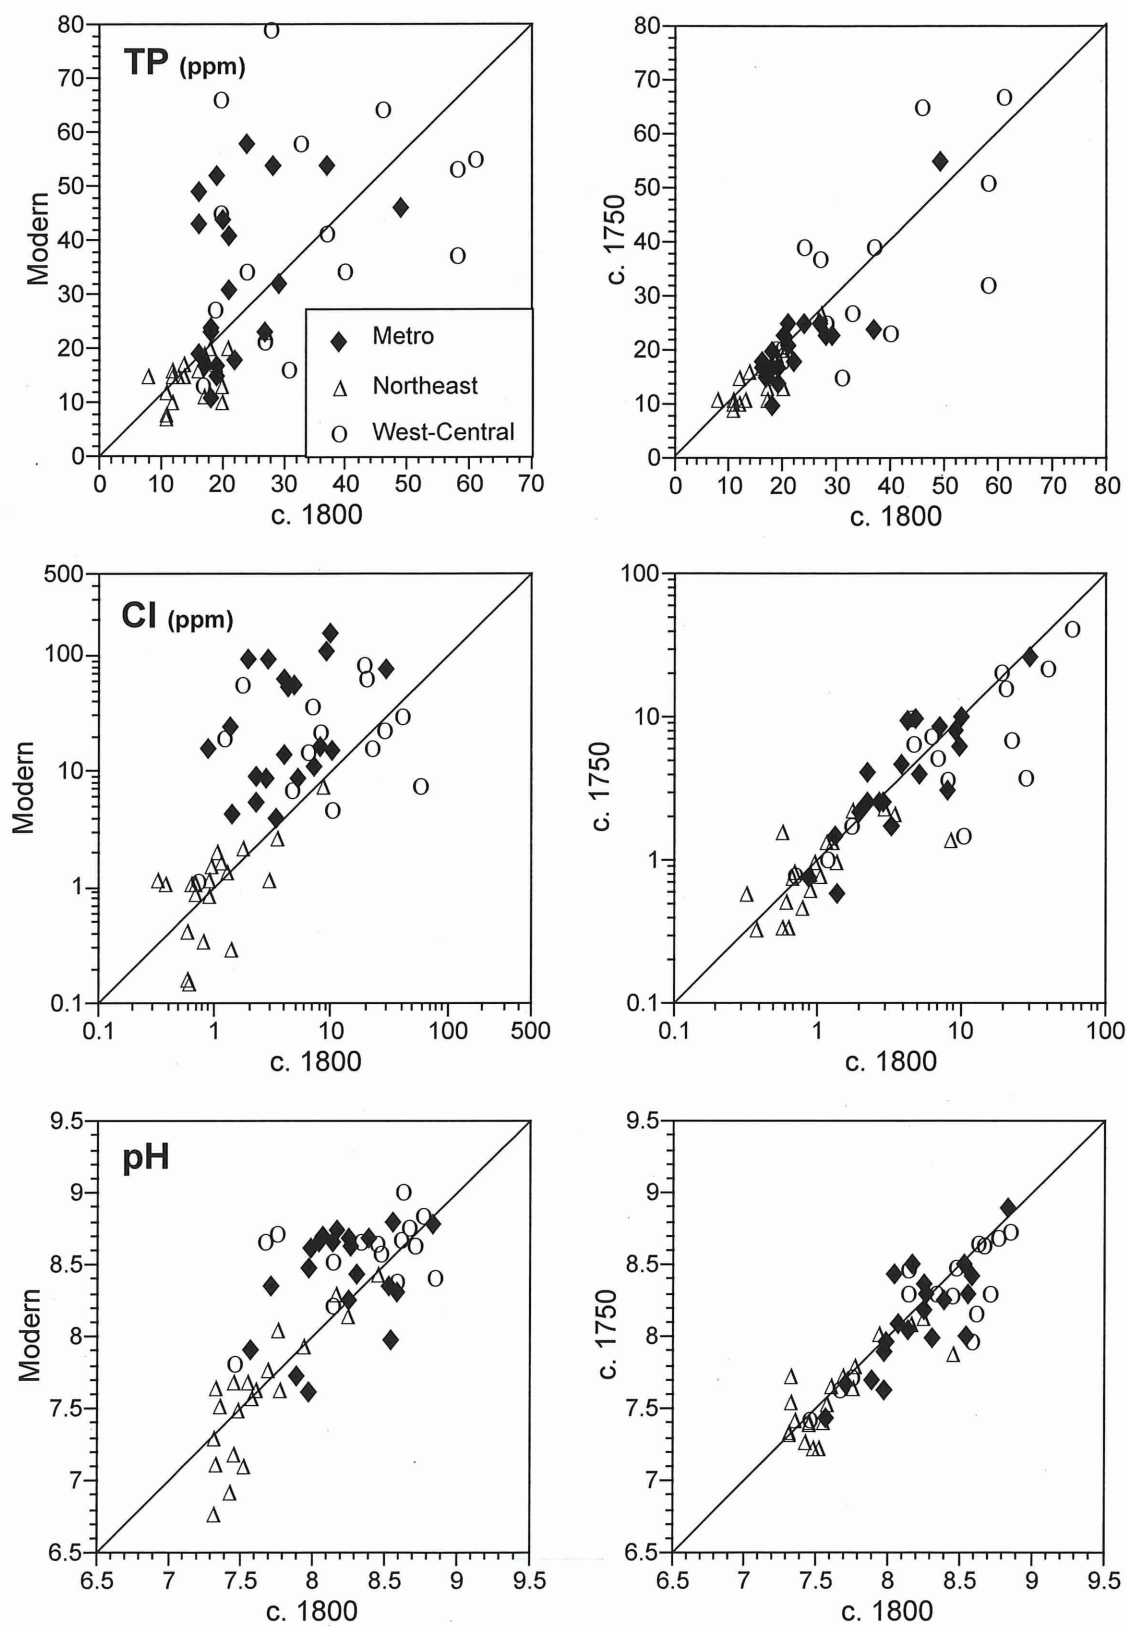 80
70
60
50
40
30
20
10
0
TP (ppm)
Modern
Metro
Northeast
West-Central
0 10 20 30 40 50 60 70
c. 1800
80
70
60
50
40
30
20
10
0
c. 1750
0 10 20 30 40 50 60 70 80
c. 1800
500
100
10
1
0.1
Cl (ppm)
Modern
0.1 1 10 100 500
c. 1800
100
10
1
0.1
c. 1750
0.1 1 10 100
c. 1800
9.5
9
8.5
8
7.5
7
6.5
pH
Modern
6.5 7 7.5 8 8.5 9 9.5
c. 1800
9.5
9
8.5
8
7.5
7
6.5
c. 1750
6.5 7 7.5 8 8.5 9 9.5
c. 1800